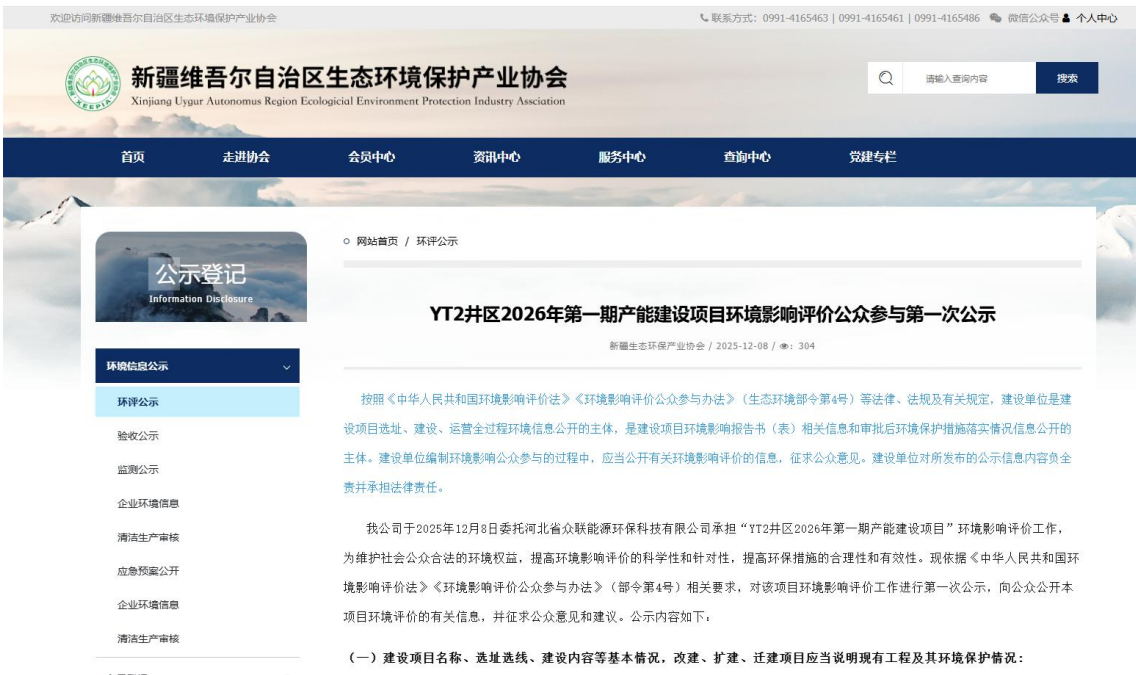 欢迎访问新疆维吾尔自治区生态环境保护产业协会
联系方式：0991-4165463 | 0991-4165461 | 0991-4165486 微信公众号 个人中心
新疆维吾尔自治区生态环境保护产业协会
Xinjiang Uygur Autonomus Region Ecologicial Environment Protection Industry Assciation
XEEPIA
请输入查询内容
搜索
首页 走进协会 会员中心 资讯中心 服务中心 查询中心 党建专栏
公示登记
Information Disclosure
环境信息公示
环评公示
验收公示
监测公示
企业环境信息
清洁生产审核
应急预案公开
企业环境信息
清洁生产审核
网站首页 / 环评公示
YT2井区2026年第一期产能建设项目环境影响评价公众参与第一次公示
新疆生态环保产业协会 / 2025-12-08 / : 304
按照《中华人民共和国环境影响评价法》《环境影响评价公众参与办法》（生态环境部令第4号）等法律、法规及有关规定，建设单位是建
设项目选址、建设、运营全过程环境信息公开的主体，是建设项目环境影响报告书（表）相关信息和审批后环境保护措施落实情况信息公开的
主体。建设单位编制环境影响公众参与的过程中，应当公开有关环境影响评价的信息，征求公众意见。建设单位对所发布的公示信息内容负全
责并承担法律责任。
我公司于2025年12月8日委托河北省众联能源环保科技有限公司承担“YT2井区2026年第一期产能建设项目”环境影响评价工作，
为维护社会公众合法的环境权益，提高环境影响评价的科学性和针对性，提高环保措施的合理性和有效性。现依据《中华人民共和国环
境影响评价法》《环境影响评价公众参与办法》（部令第4号）相关要求，对该项目环境影响评价工作进行第一次公示，向公众公开本
项目环境评价的有关信息，并征求公众意见和建议。公示内容如下：
（一）建设项目名称、选址选线、建设内容等基本情况，改建、扩建、迁建项目应当说明现有工程及其环境保护情况：